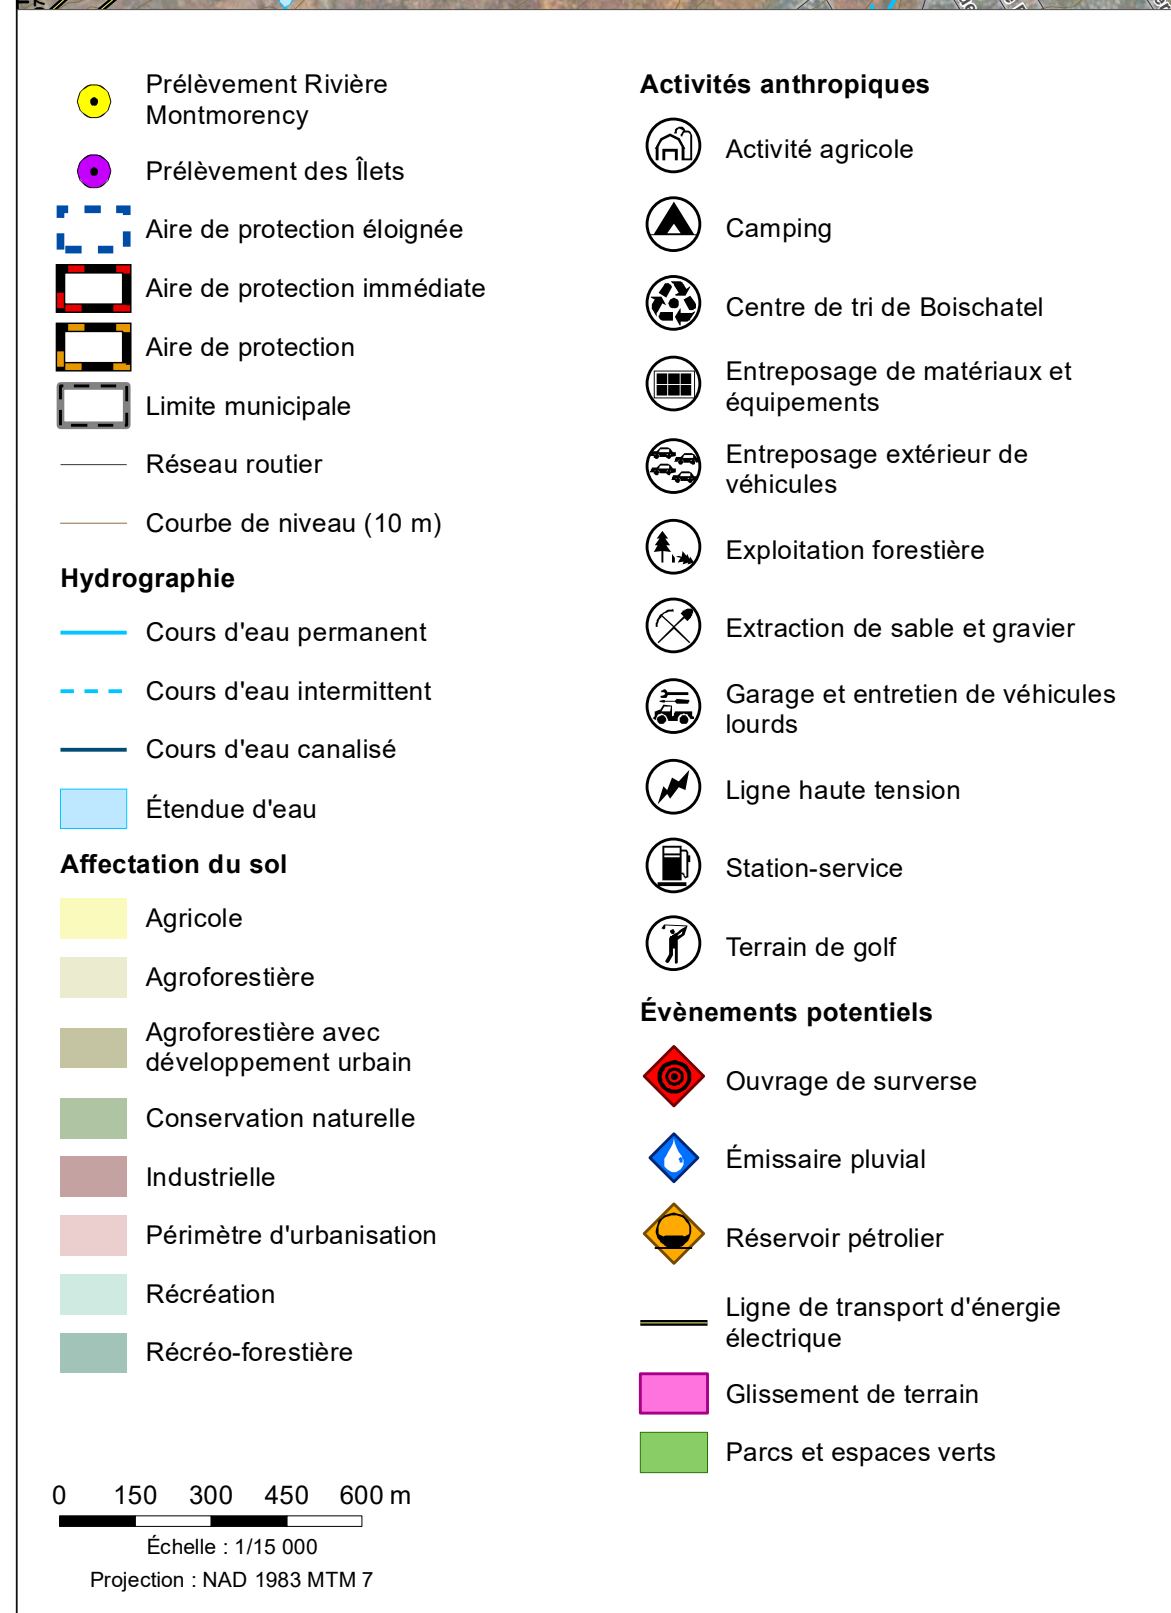 Prélèvement Rivière
Montmorency
Prélèvement des Îlets
Aire de protection éloignée
Aire de protection immédiate
Aire de protection
Limite municipale
Réseau routier
Courbe de niveau (10 m)
Hydrographie
Cours d'eau permanent
Cours d'eau intermittent
Cours d'eau canalisé
Étendue d'eau
Affectation du sol
Agricole
Agroforestière
Agroforestière avec
développement urbain
Conservation naturelle
Industrielle
Périmètre d'urbanisation
Récréation
Récréo-forestière
0 150 300 450 600 m
Échelle : 1/15 000
Projection : NAD 1983 MTM 7
Activités anthropiques
Activité agricole
Camping
Centre de tri de Boischatel
Entreposage de matériaux et
équipements
Entreposage extérieur de
véhicules
Exploitation forestière
Extraction de sable et gravier
Garage et entretien de véhicules
lourds
Ligne haute tension
Station-service
Terrain de golf
Évènements potentiels
Ouvrage de surverse
Émissaire pluvial
Réservoir pétrolier
Ligne de transport d'énergie
électrique
Glissement de terrain
Parcs et espaces verts